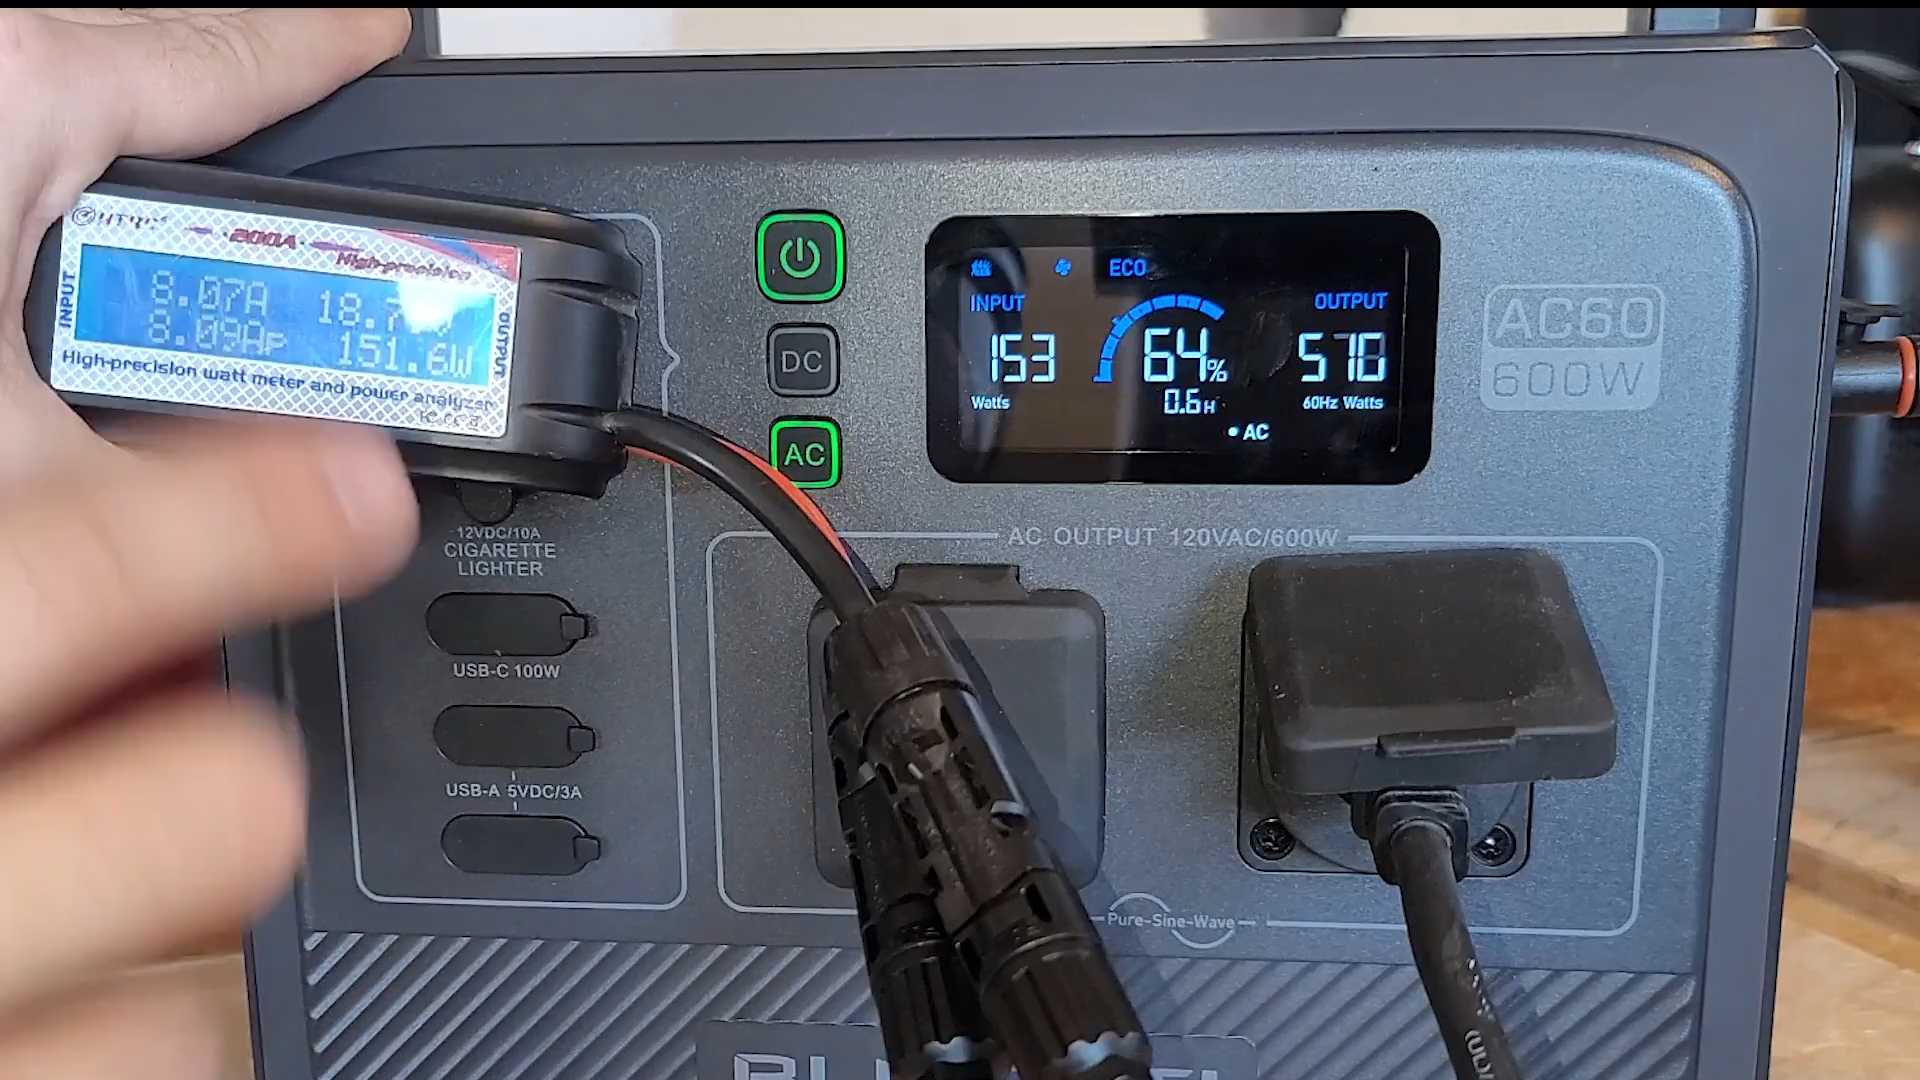 200A
High-precision
INPUT
8.07A
8.09Ap 151.6W
OUTPUT
High-precision watt meter and power analyzer
DC
AC
ECO
INPUT
OUTPUT
153
64%
Watts
0.6H
60Hz Watts
AC
AC60
600W
12VDC/10A
CIGARETTE
LIGHTER
USB-C 100W
USB-A 5VDC/3A
AC OUTPUT 120VAC/600W
Pure-Sine-Wave